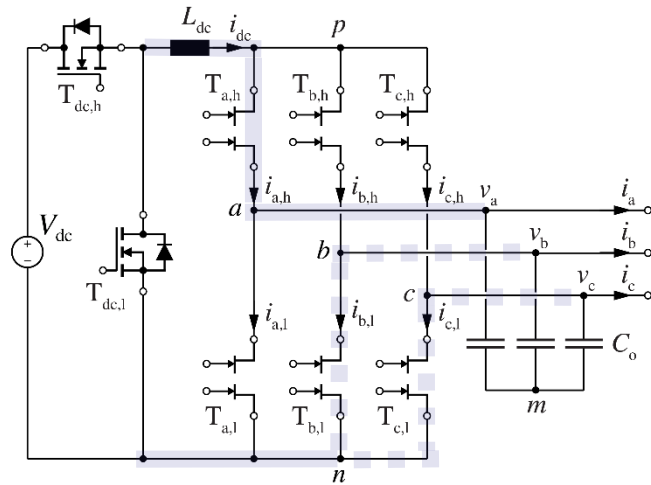 L_dc i_dc p
T_dc,h T_a,h T_b,h T_c,h
i_a,h i_b,h i_c,h v_a i_a
a
V_dc b v_b i_b
T_dc,l c v_c i_c
i_a,l i_b,l i_c,l C_o
T_a,l T_b,l T_c,l m
n